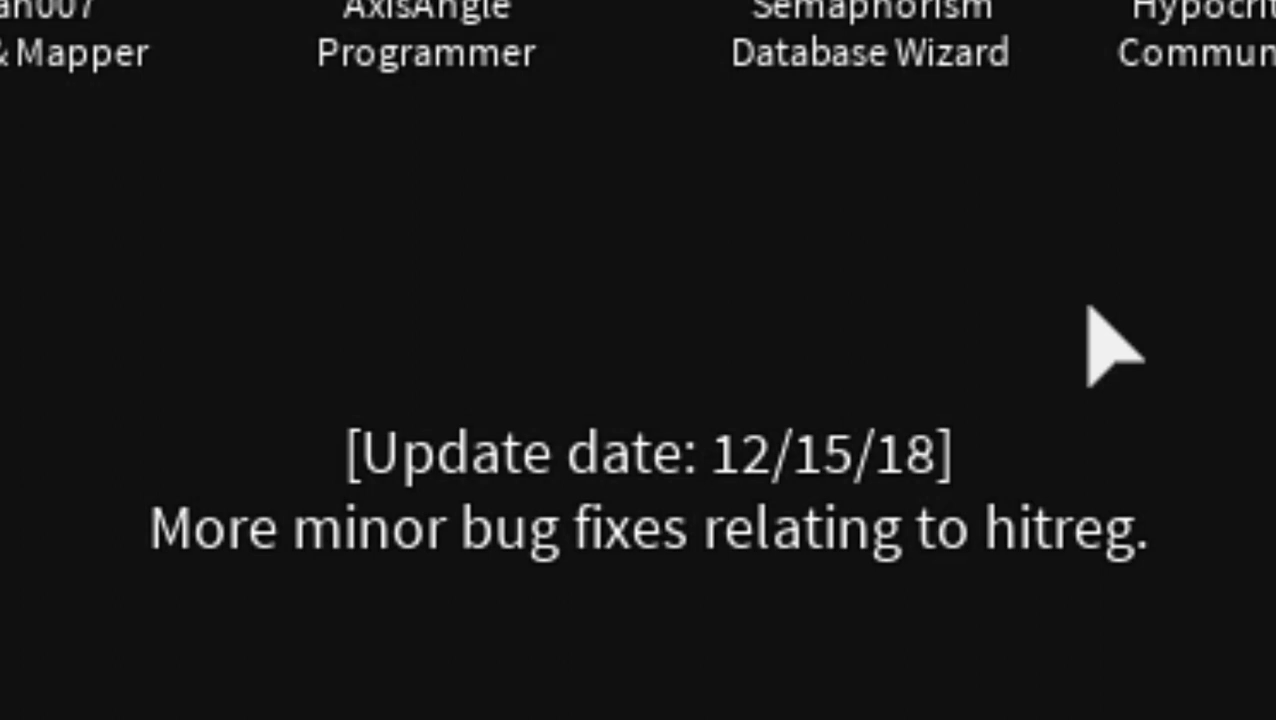 AxisAngle Semaphorism
& Mapper Programmer Database Wizard
[Update date: 12/15/18]
More minor bug fixes relating to hitreg.